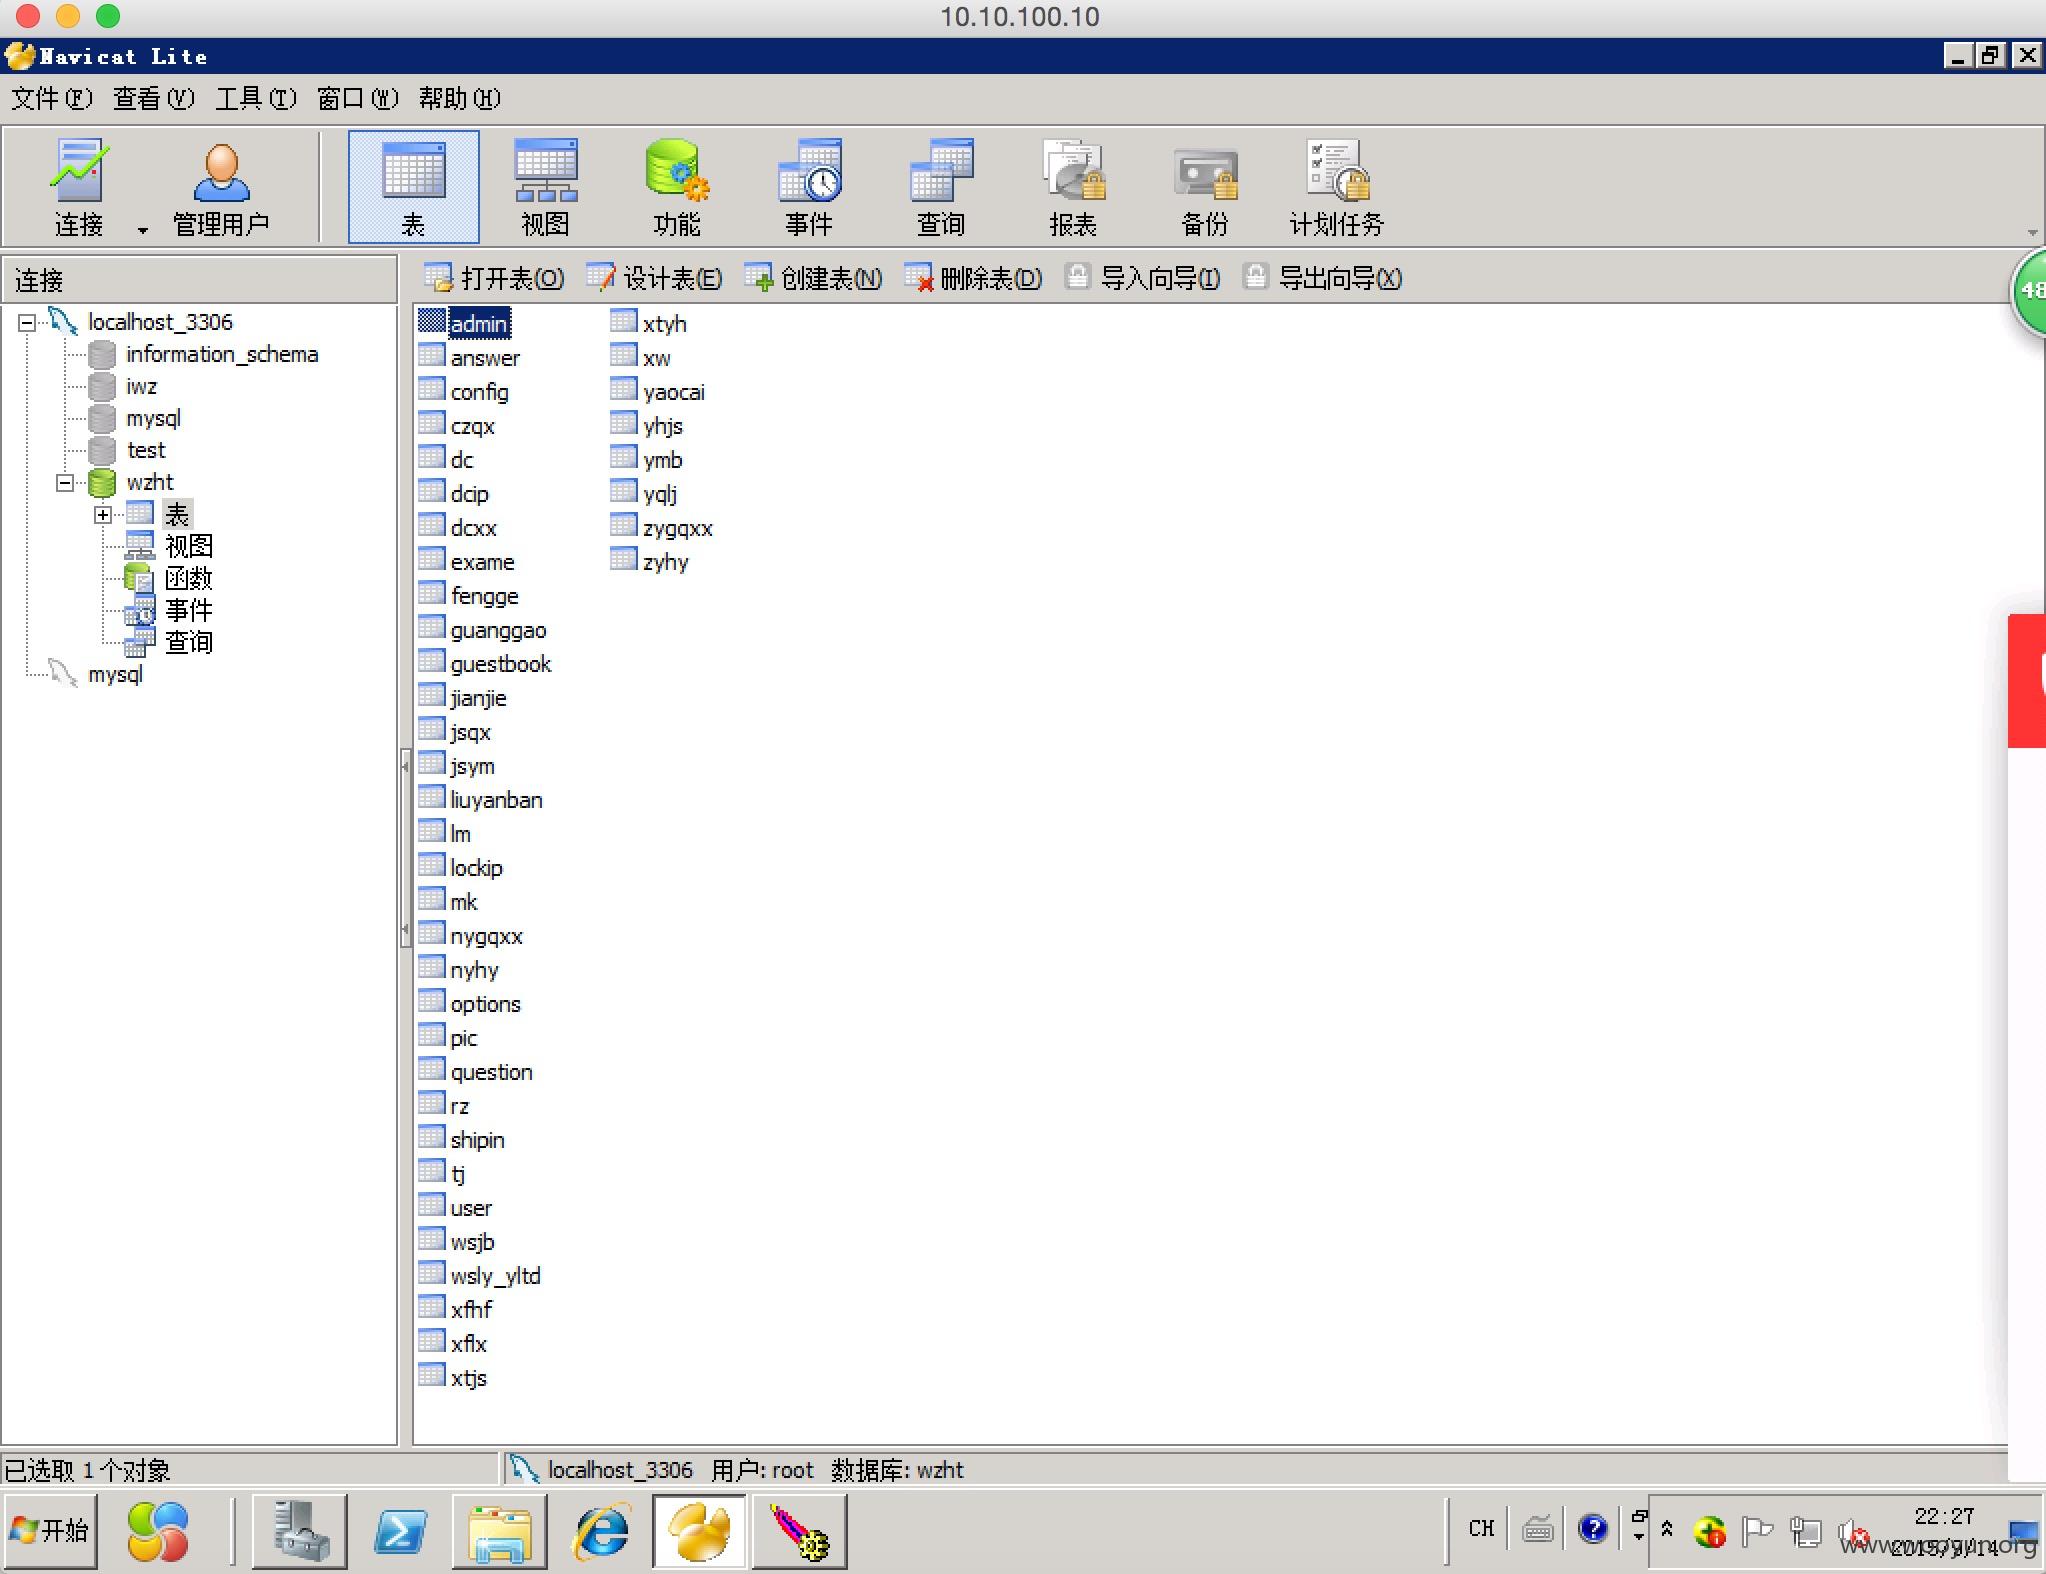 10.10.100.10
Navicat Lite
文件(F) 查看(V) 工具(T) 窗口(W) 帮助(H)
连接 管理用户 表 视图 功能 事件 查询 报表 备份 计划任务
连接
打开表(O) 设计表(E) 创建表(N) 删除表(D) 导入向导(I) 导出向导(X)
localhost_3306
information_schema
iwz
mysql
test
wzht
表
视图
函数
事件
查询
mysql
admin
answer
config
czqx
dc
dcip
dcxx
exame
fengge
guanggao
guestbook
jianjie
jsqx
jsym
liuyanban
lm
lockip
mk
nygqxx
nyhy
options
pic
question
rz
shipin
tj
user
wsjb
wsly_yltd
xfhf
xflx
xtjs
xtyh
xw
yaocai
yhjs
ymb
yqlj
zygqxx
zyhy
48
已选取 1 个对象
localhost_3306 用户: root 数据库: wzht
开始
CH
22:27
www.wooyun.org